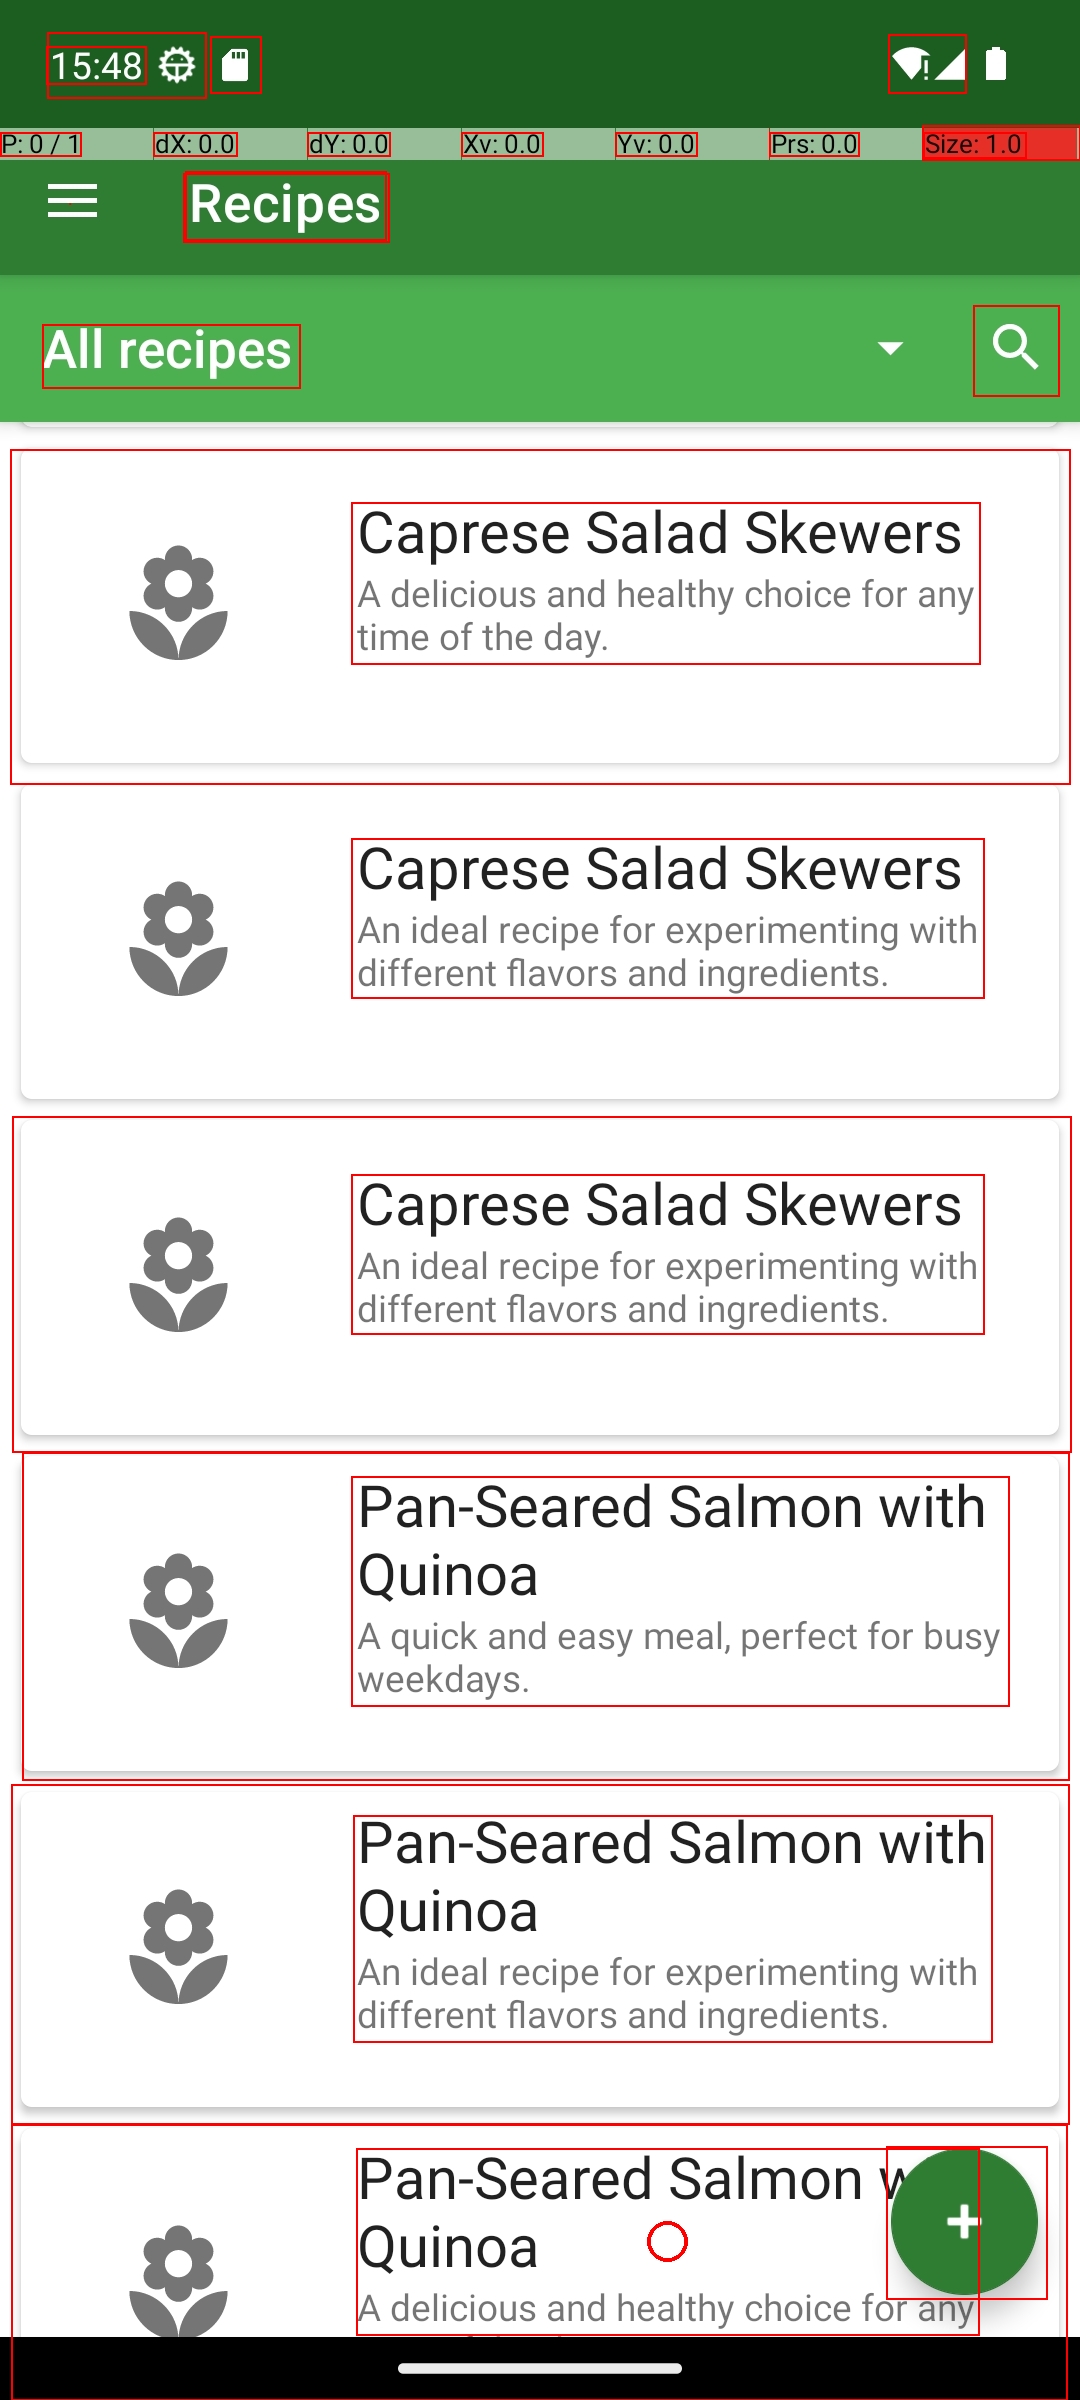 15:48
P: 0 / 1 dX: 0.0 dY: 0.0 Xv: 0.0 Yv: 0.0 Prs: 0.0 Size: 1.0
Recipes
All recipes
Caprese Salad Skewers
A delicious and healthy choice for any
time of the day.
Caprese Salad Skewers
An ideal recipe for experimenting with
different flavors and ingredients.
Caprese Salad Skewers
An ideal recipe for experimenting with
different flavors and ingredients.
Pan-Seared Salmon with
Quinoa
A quick and easy meal, perfect for busy
weekdays.
Pan-Seared Salmon with
Quinoa
An ideal recipe for experimenting with
different flavors and ingredients.
Pan-Seared Salmon
Quinoa
A delicious and healthy choice for any